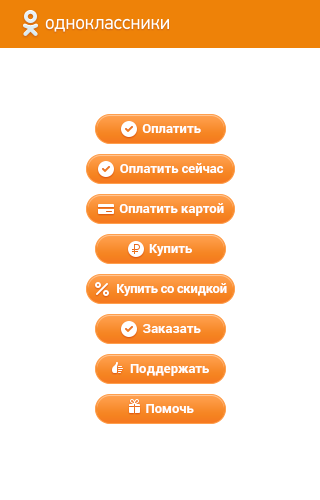 одноклассники
Оплатить
Оплатить сейчас
Оплатить картой
Купить
Купить со скидкой
Заказать
Поддержать
Помочь